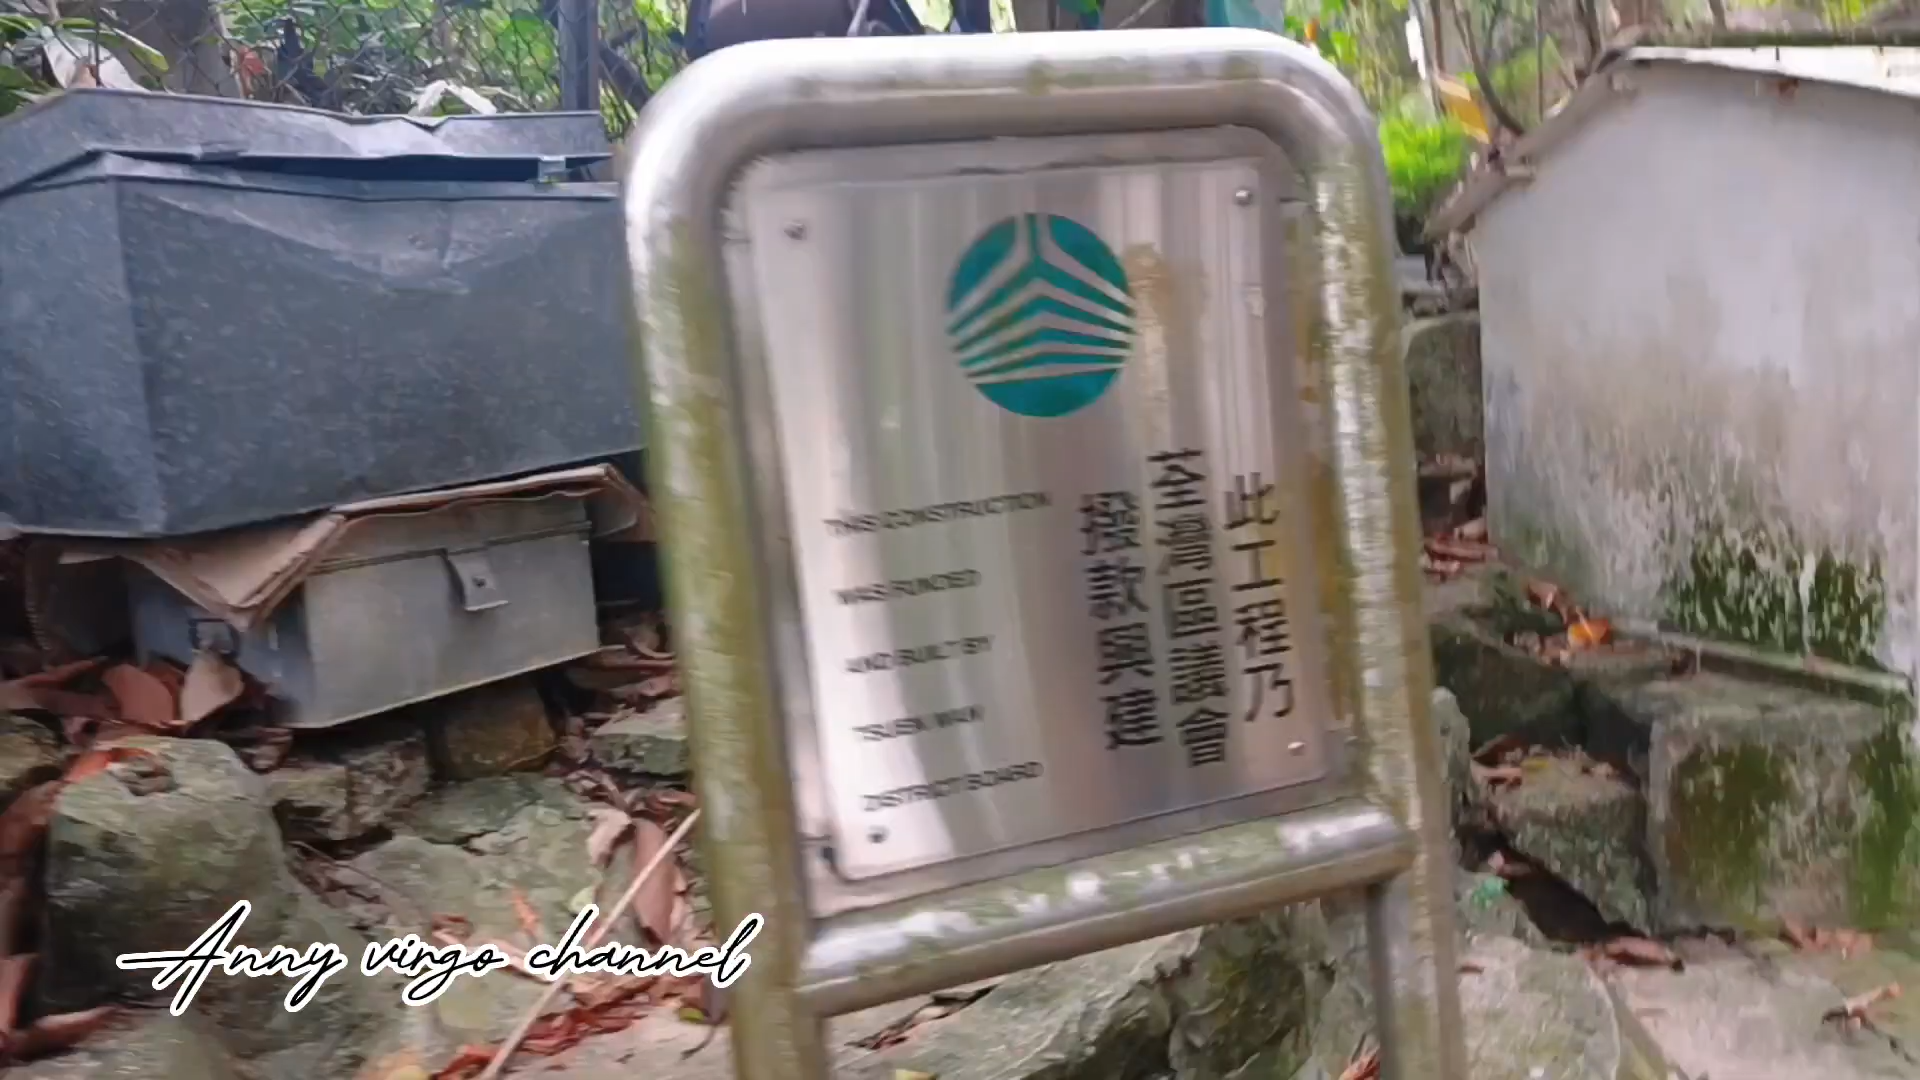 此工程乃
荃灣區議會
撥款興建
THIS CONSTRUCTION
WAS FUNDED
AND BUILT BY
TSUEN WAN
DISTRICT BOARD
Anny virgo channel